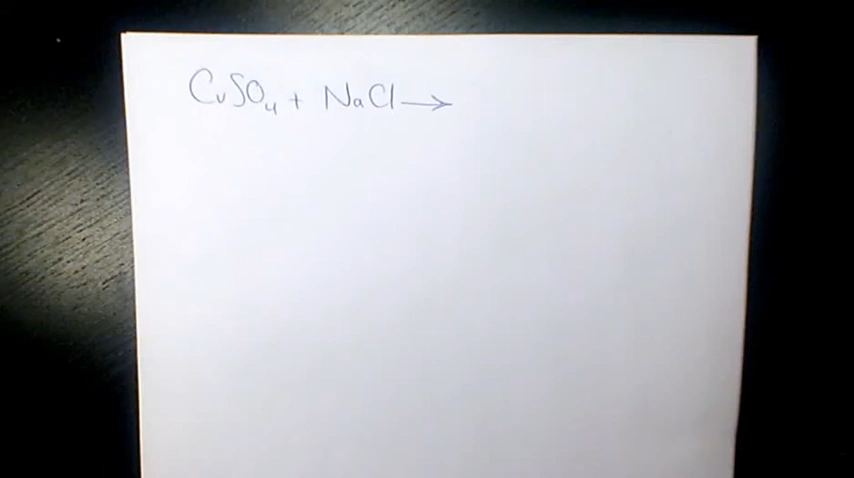 CuSO₄ + NaCl →